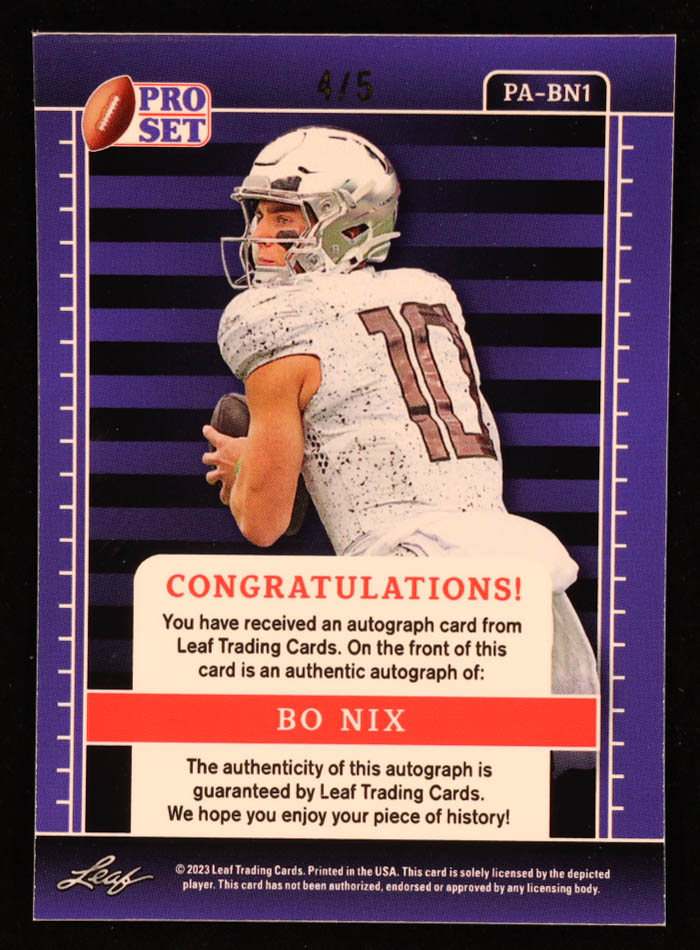 4/5
PRO
SET
PA-BN1
10
CONGRATULATIONS!
You have received an autograph card from
Leaf Trading Cards. On the front of this
card is an authentic autograph of:
BO NIX
The authenticity of this autograph is
guaranteed by Leaf Trading Cards.
We hope you enjoy your piece of history!
Leaf
© 2023 Leaf Trading Cards. Printed in the USA. This card is solely licensed by the depicted
player. This card has not been authorized, endorsed or approved by any licensing body.